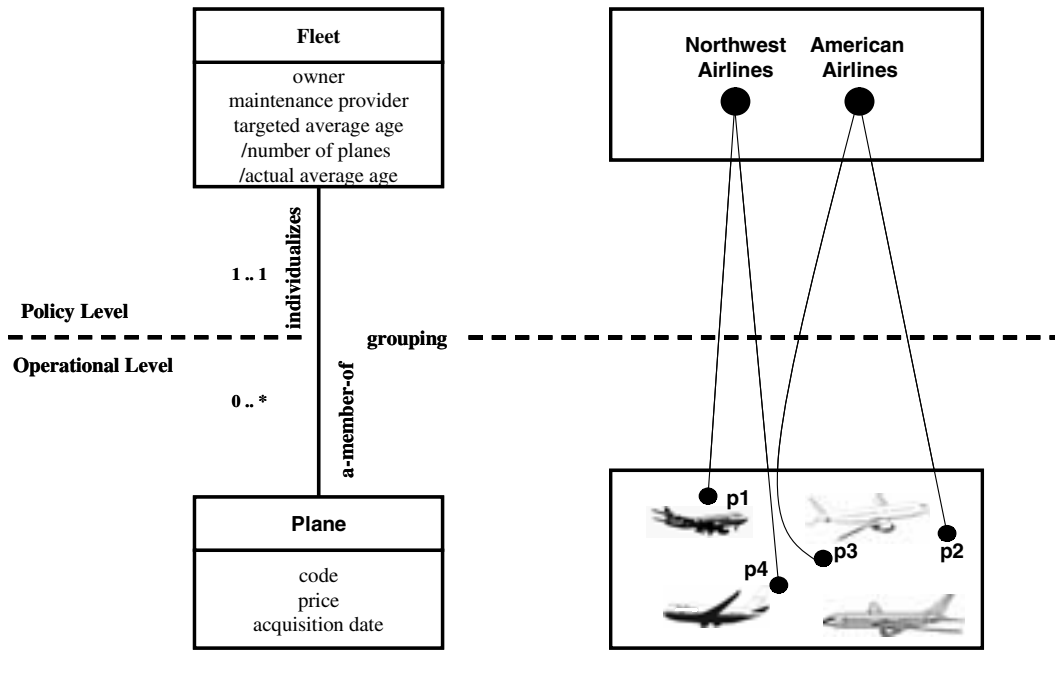 Fleet
owner
maintenance provider
targeted average age
/number of planes
/actual average age
individualizes
1 .. 1
Policy Level
grouping
Operational Level
0 .. *
a-member-of
Plane
code
price
acquisition date
Northwest
Airlines
American
Airlines
p1
p2
p3
p4